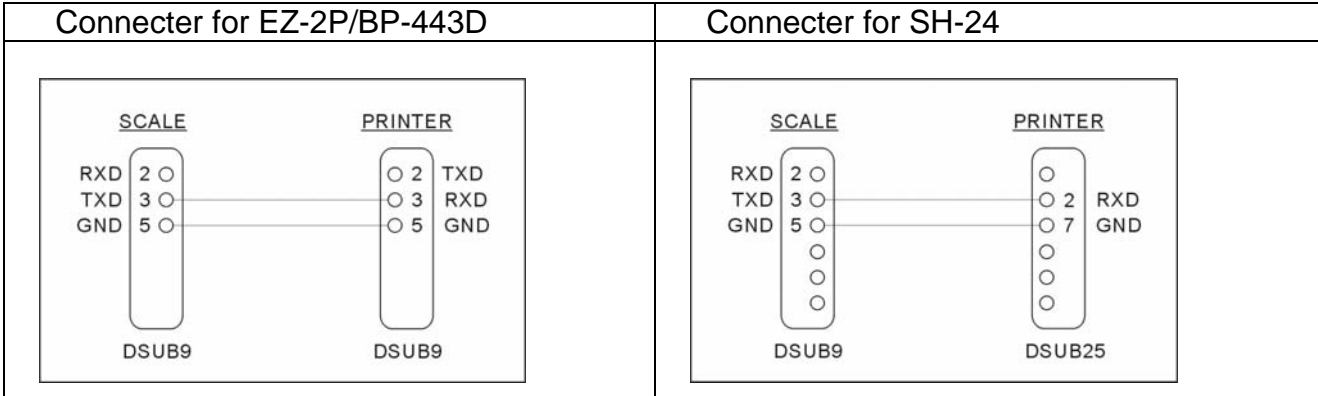 Connecter for EZ-2P/BP-443D
Connecter for SH-24
SCALE PRINTER
RXD 2 2 TXD
TXD 3 3 RXD
GND 5 5 GND
DSUB9 DSUB9
SCALE PRINTER
RXD 2
TXD 3 2 RXD
GND 5 7 GND
DSUB9 DSUB25